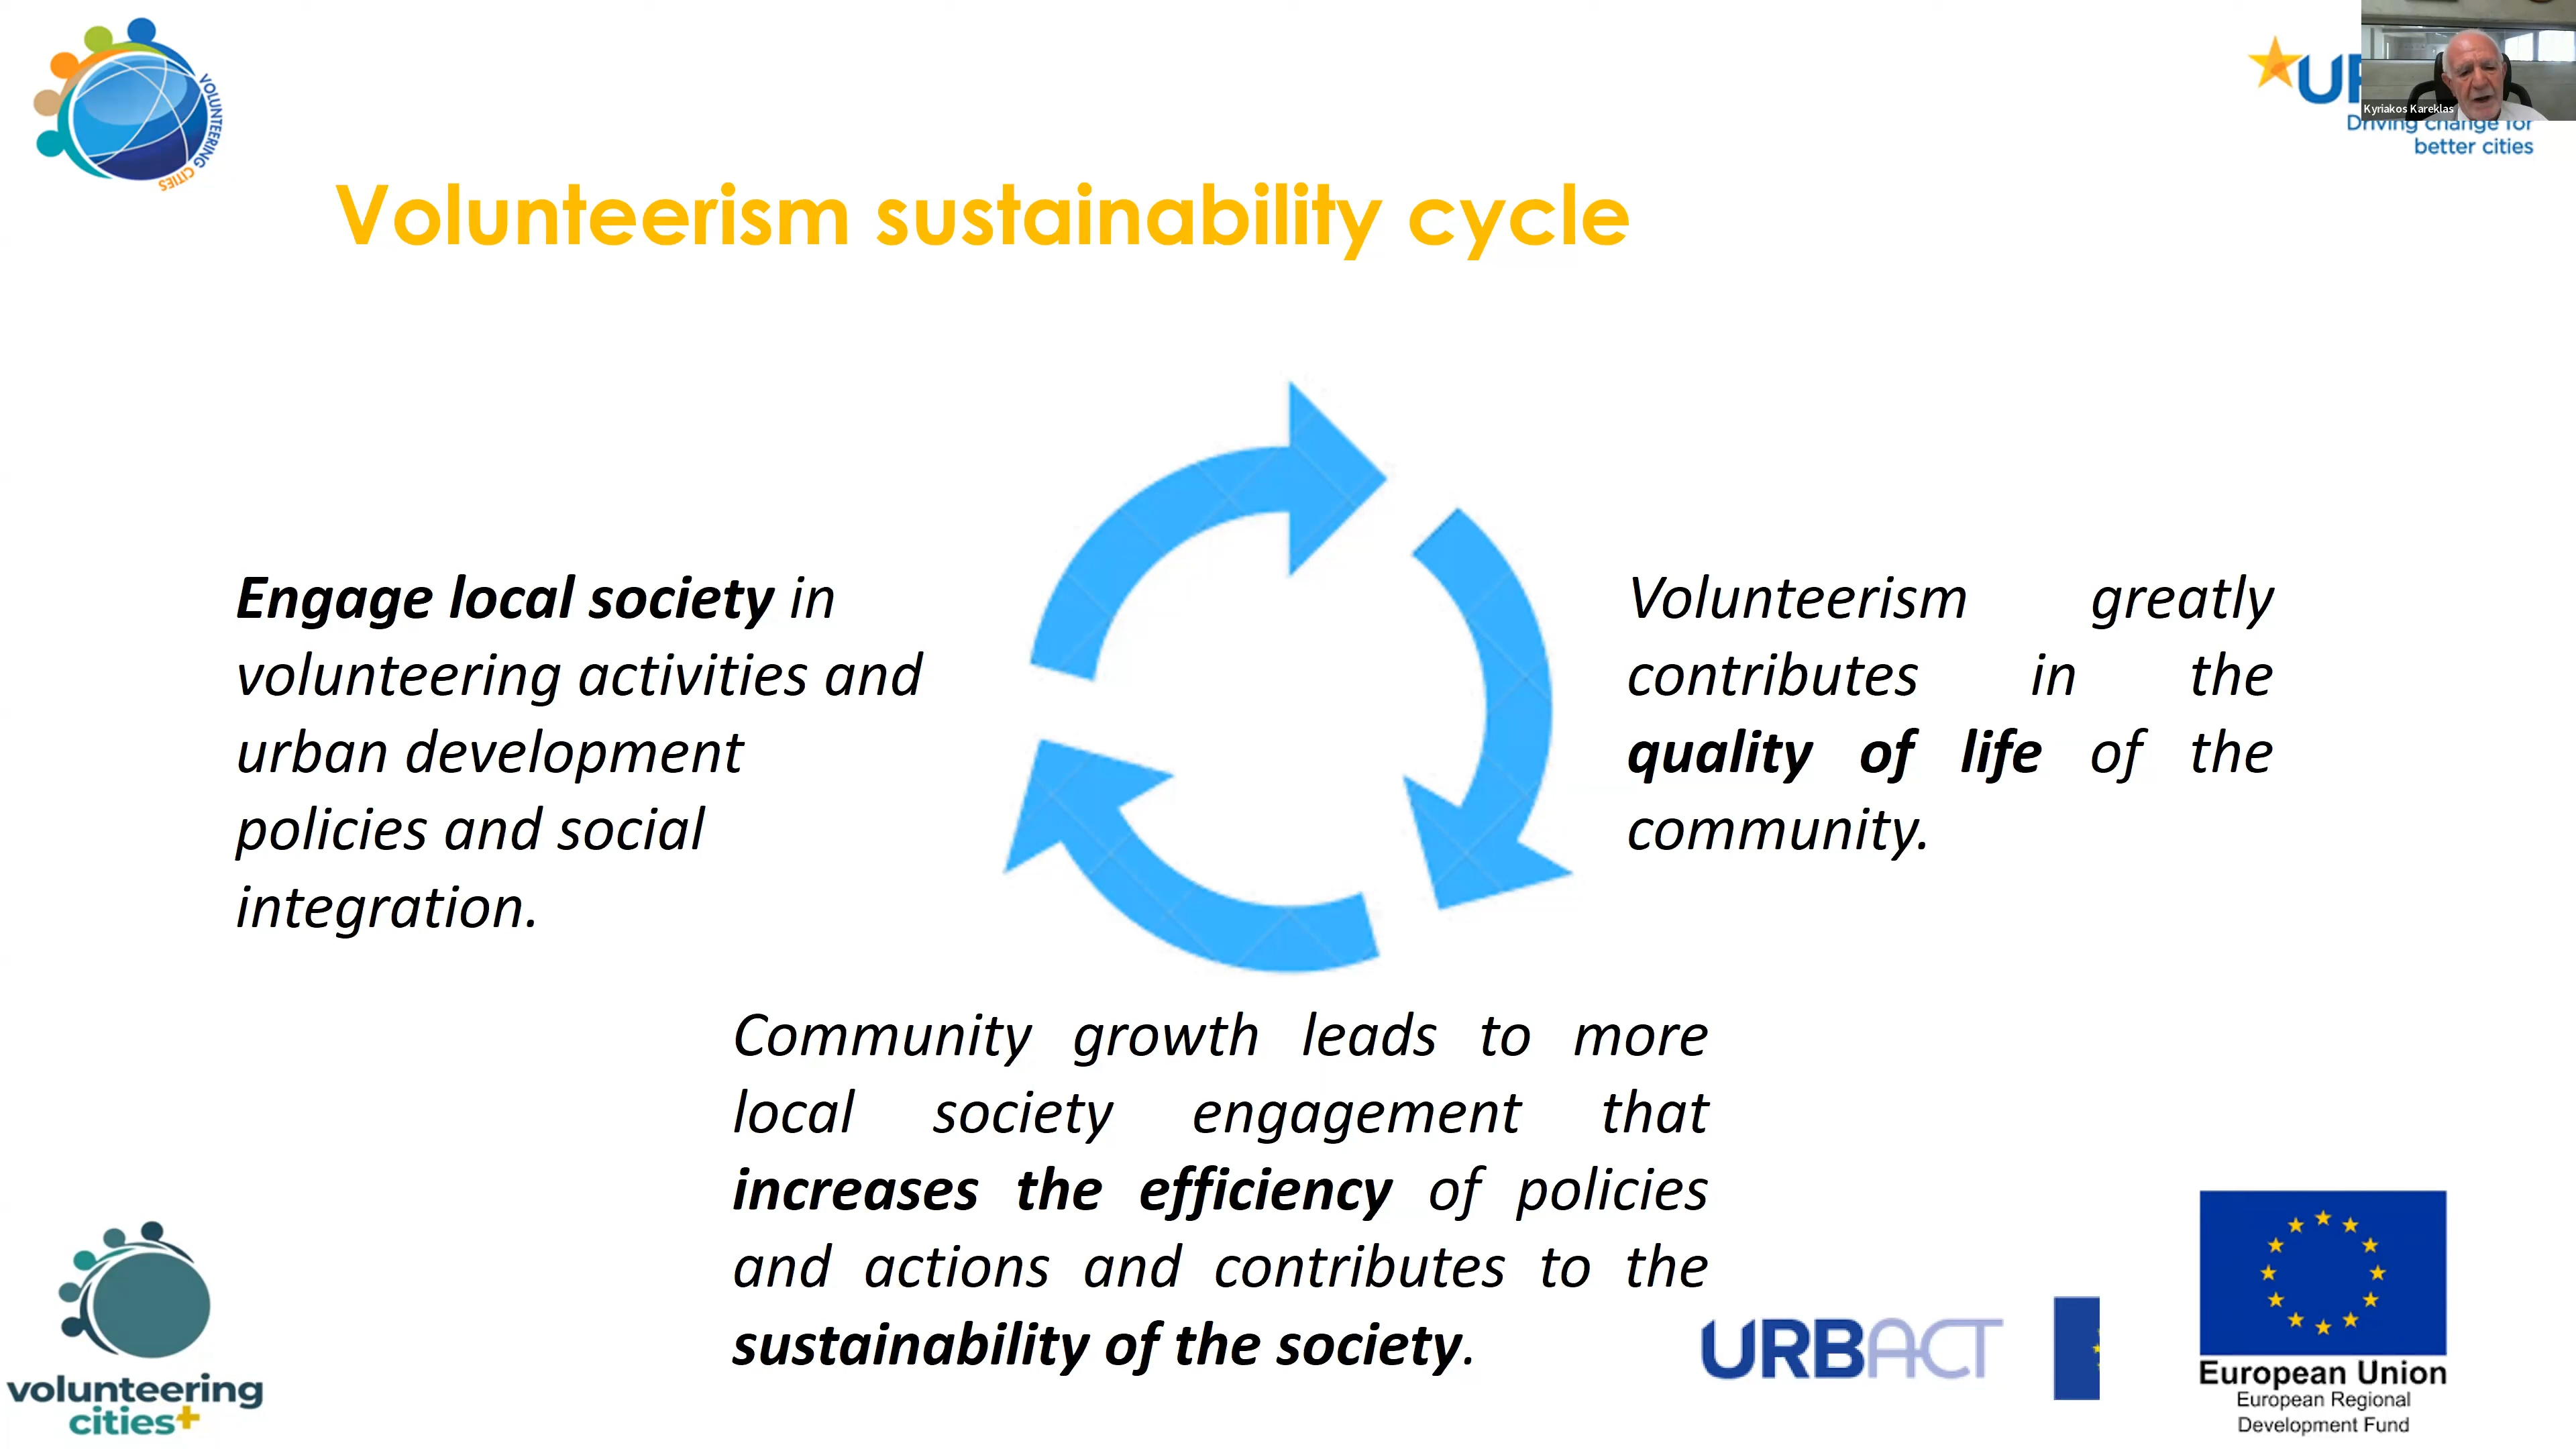 VOLUNTEERING CITIES
Kyriakos Kareklas
Driving change for
better cities
Volunteerism sustainability cycle
Engage local society in
volunteering activities and
urban development
policies and social
integration.
Volunteerism greatly
contributes in the
quality of life of the
community.
Community growth leads to more
local society engagement that
increases the efficiency of policies
and actions and contributes to the
sustainability of the society.
volunteering
cities+
URBACT
European Union
European Regional
Development Fund